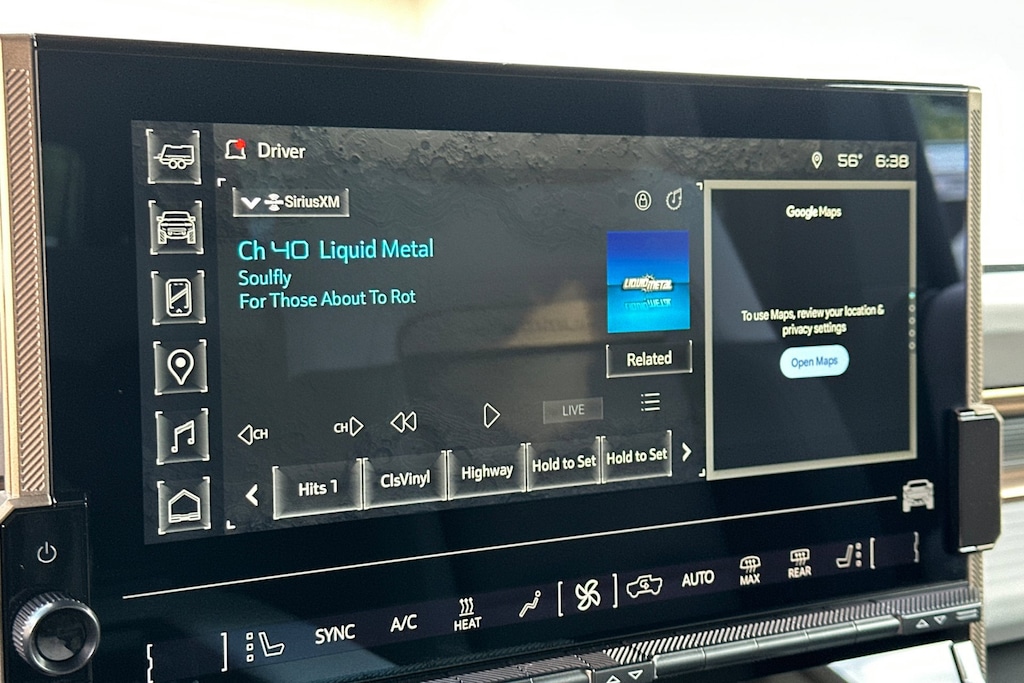 Driver
56° 6:38
SiriusXM
Google Maps
Ch 40 Liquid Metal
Soulfly
For Those About To Rot
LIQUID METAL
To use Maps, review your location &
privacy settings
Open Maps
Related
CH
CH
LIVE
Hits 1
ClsVinyl
Highway
Hold to Set
Hold to Set
SYNC
A/C
HEAT
AUTO
MAX
REAR